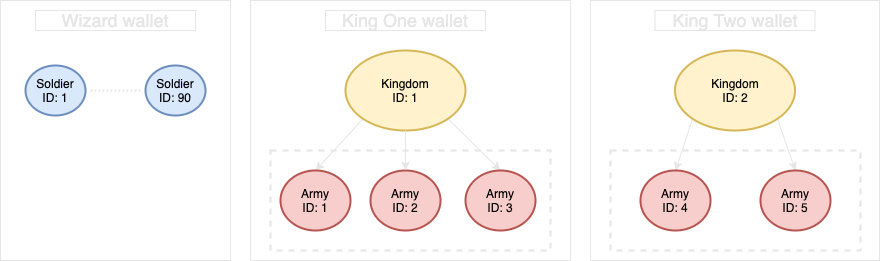 Wizard wallet
Soldier
ID: 1
Soldier
ID: 90
King One wallet
Kingdom
ID: 1
Army
ID: 1
Army
ID: 2
Army
ID: 3
King Two wallet
Kingdom
ID: 2
Army
ID: 4
Army
ID: 5